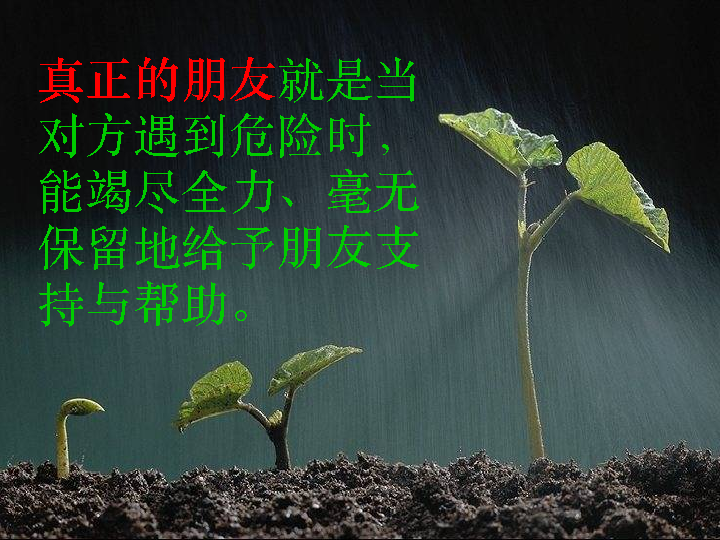 真正的朋友就是当
对方遇到危险时，
能竭尽全力、毫无
保留地给予朋友支
持与帮助。